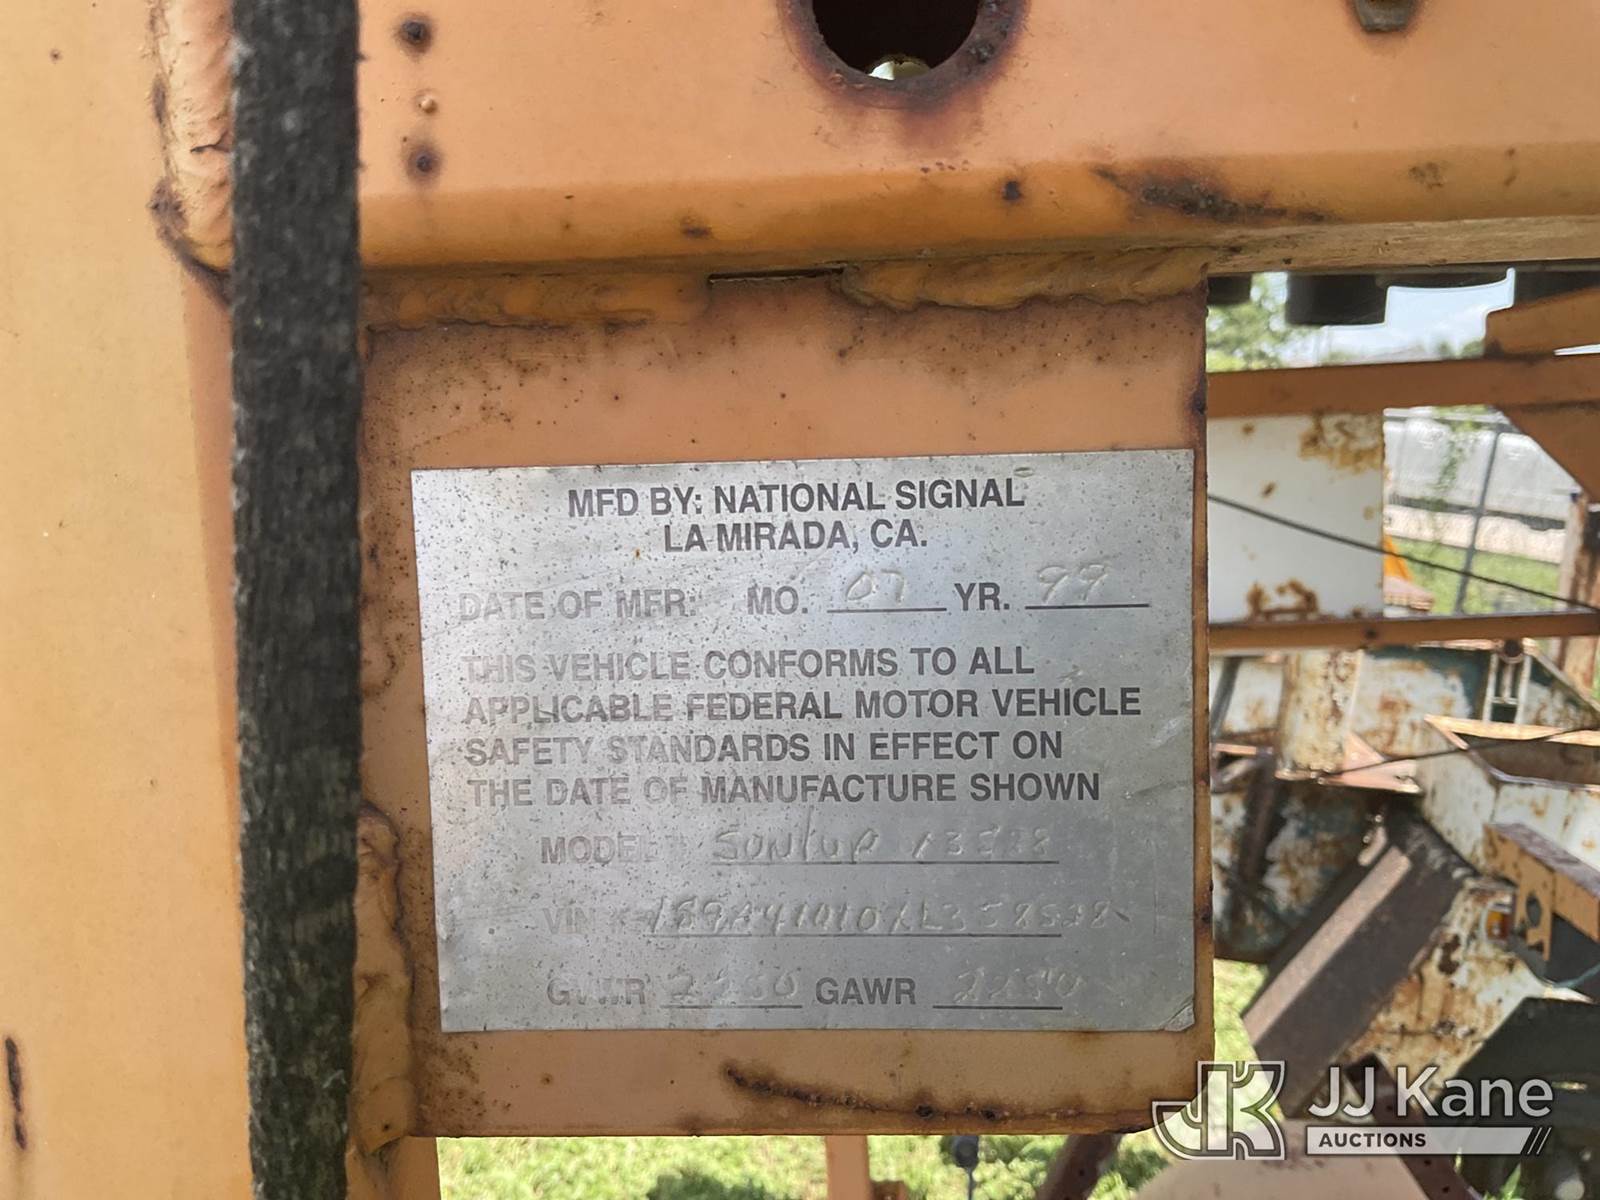 MFD BY: NATIONAL SIGNAL
LA MIRADA, CA.
DATE OF MFR: MO. 07 YR. 99
THIS VEHICLE CONFORMS TO ALL
APPLICABLE FEDERAL MOTOR VEHICLE
SAFETY STANDARDS IN EFFECT ON
THE DATE OF MANUFACTURE SHOWN
MODEL
VIN #
GVWR 2250 GAWR 2250
JJ Kane
AUCTIONS